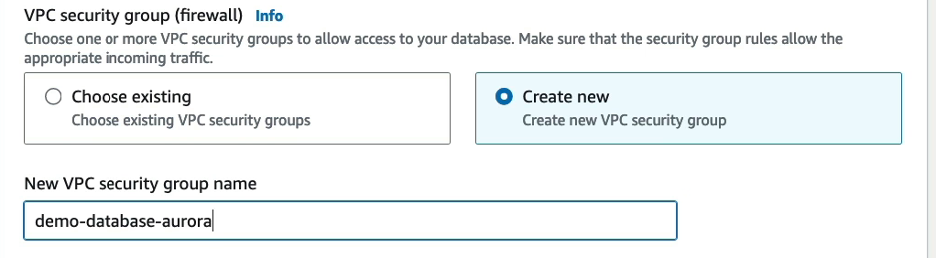 VPC security group (firewall) Info
Choose one or more VPC security groups to allow access to your database. Make sure that the security group rules allow the
appropriate incoming traffic.
Choose existing
Choose existing VPC security groups
Create new
Create new VPC security group
New VPC security group name
demo-database-aurora